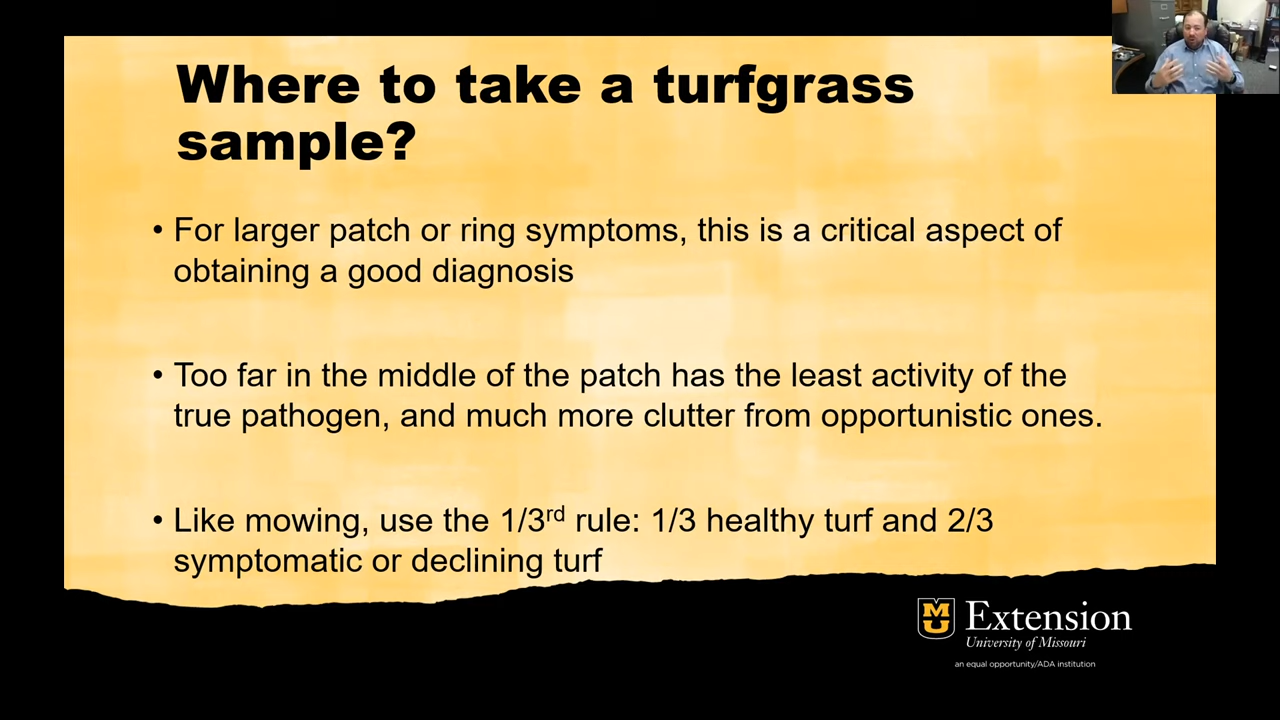 Where to take a turfgrass
sample?
• For larger patch or ring symptoms, this is a critical aspect of
obtaining a good diagnosis
• Too far in the middle of the patch has the least activity of the
true pathogen, and much more clutter from opportunistic ones.
• Like mowing, use the 1/3rd rule: 1/3 healthy turf and 2/3
symptomatic or declining turf
MU Extension
University of Missouri
an equal opportunity/ADA institution